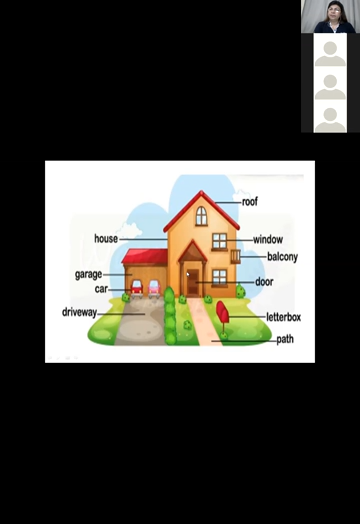 roof
house
window
balcony
garage
door
car
driveway
letterbox
path